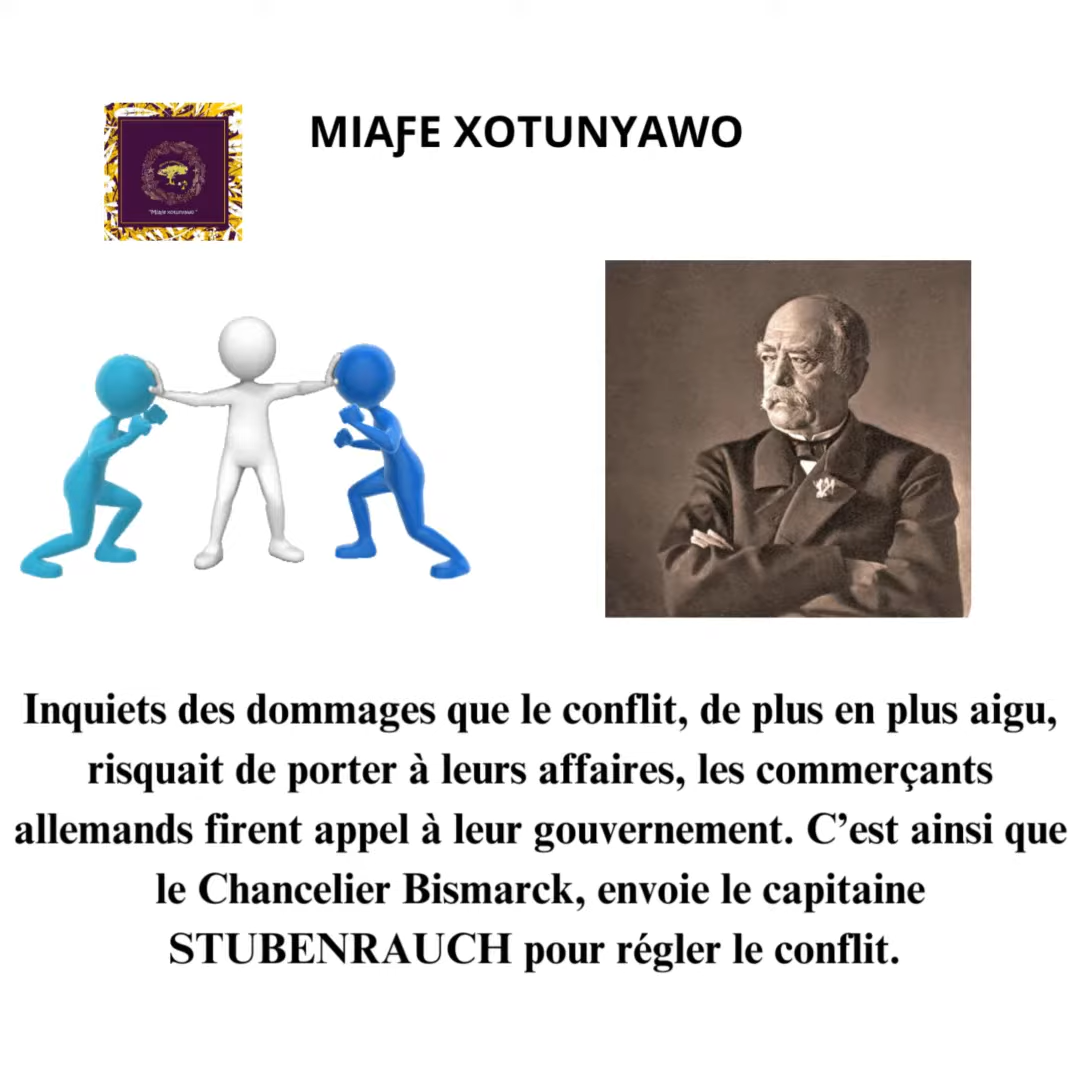 MIAƑE XOTUNYAWO
"Miaƒe xotunyawo"
Inquiets des dommages que le conflit, de plus en plus aigu,
risquait de porter à leurs affaires, les commerçants
allemands firent appel à leur gouvernement. C’est ainsi que
le Chancelier Bismarck, envoie le capitaine
STUBENRAUCH pour régler le conflit.